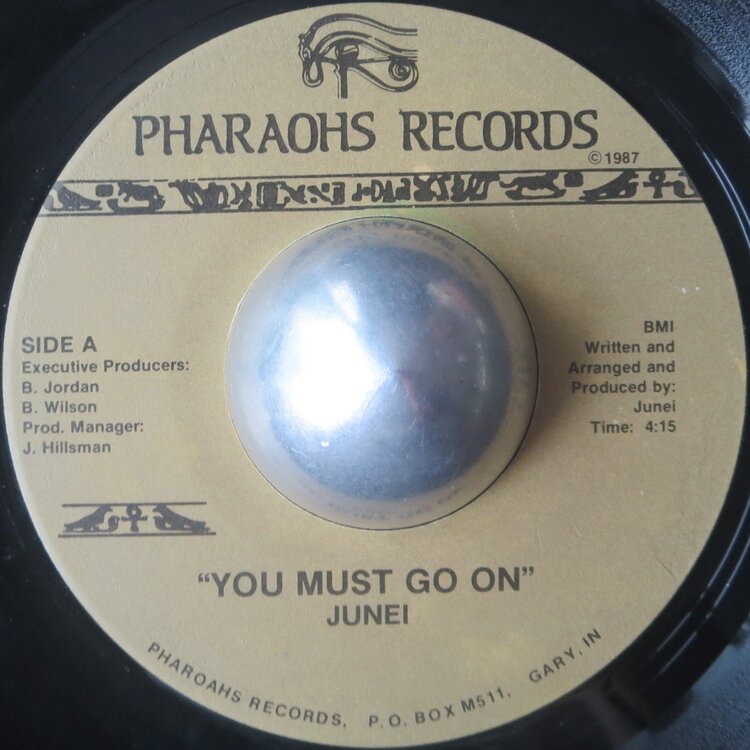 PHARAOHS RECORDS
©1987
SIDE A
Executive Producers:
B. Jordan
B. Wilson
Prod. Manager:
J. Hillsman
BMI
Written and
Arranged and
Produced by:
Junei
Time: 4:15
"YOU MUST GO ON"
JUNEI
PHAROAHS RECORDS, P.O. BOX M511, GARY, IN